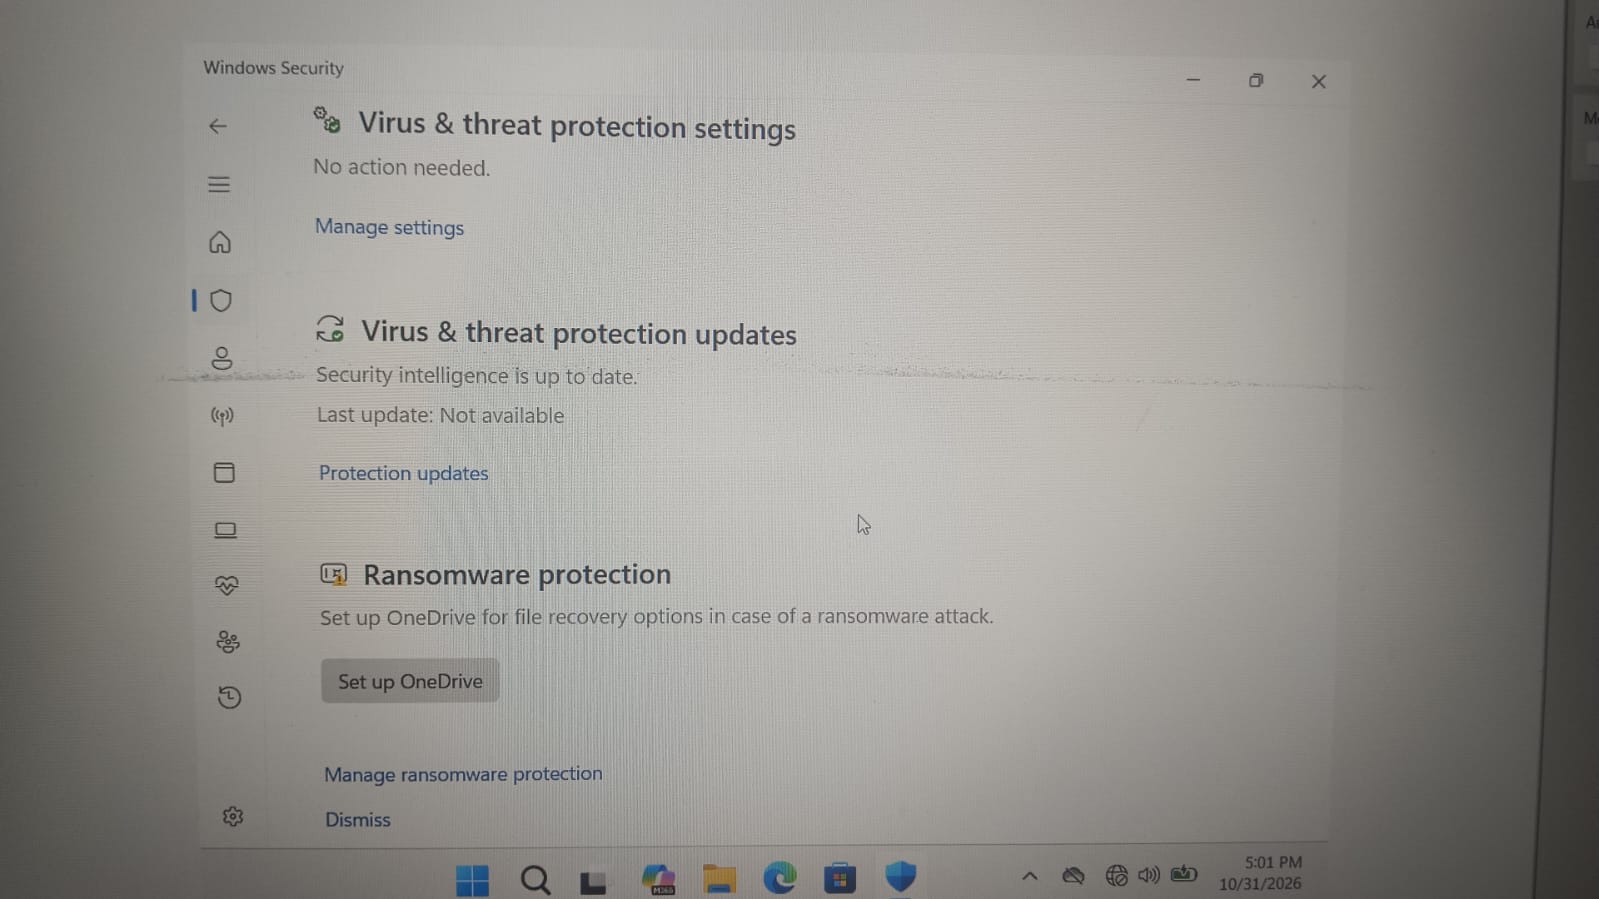 Windows Security
Virus & threat protection settings
No action needed.
Manage settings
Virus & threat protection updates
Security intelligence is up to date.
Last update: Not available
Protection updates
Ransomware protection
Set up OneDrive for file recovery options in case of a ransomware attack.
Set up OneDrive
Manage ransomware protection
Dismiss
M365
5:01 PM
10/31/2026